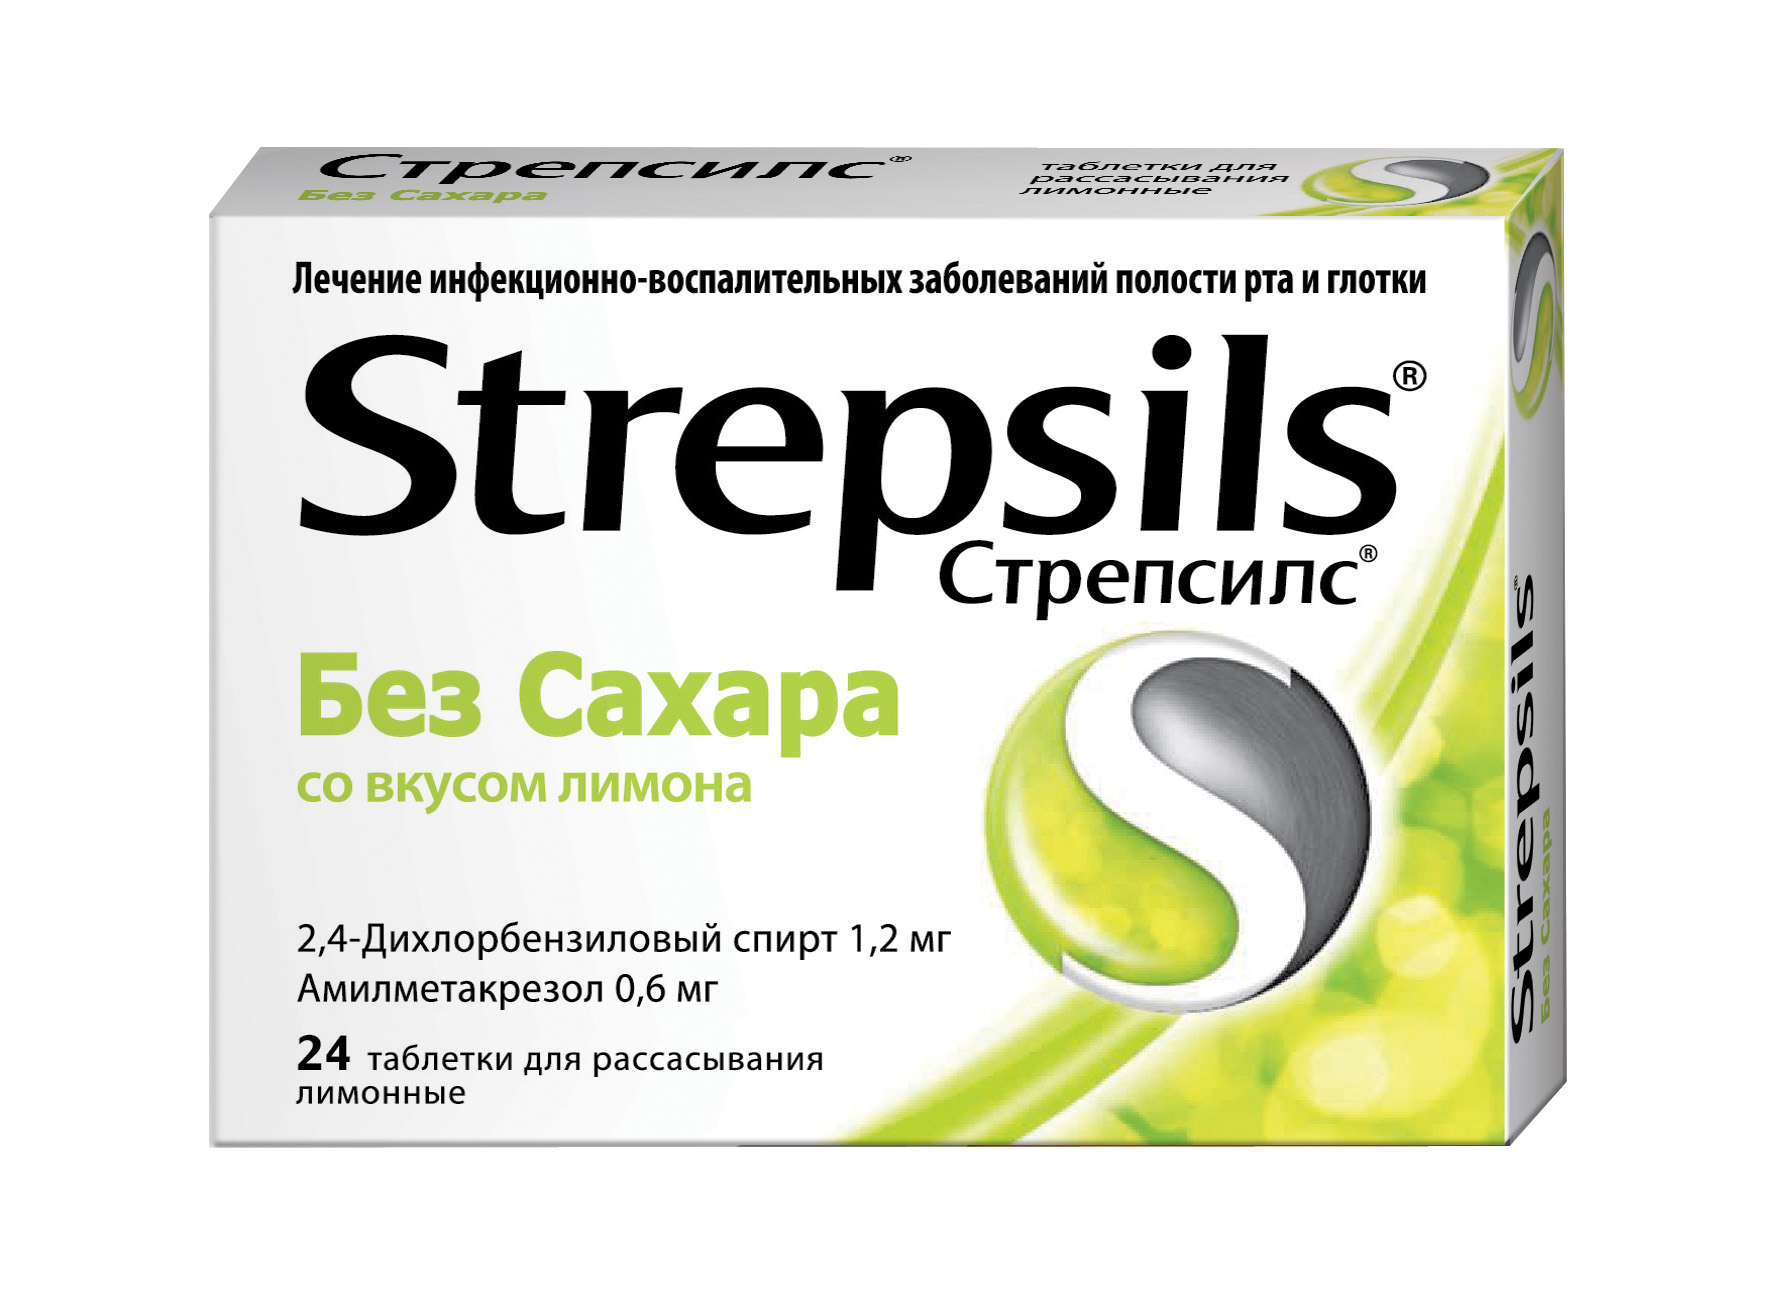 Стрепсилс®
Без Сахара
таблетки для
рассасывания
лимонные
Лечение инфекционно-воспалительных заболеваний полости рта и глотки
Strepsils®
Стрепсилс®
Без Сахара
со вкусом лимона
2,4-Дихлорбензиловый спирт 1,2 мг
Амилметакрезол 0,6 мг
24 таблетки для рассасывания
лимонные
Strepsils®
Без Сахара